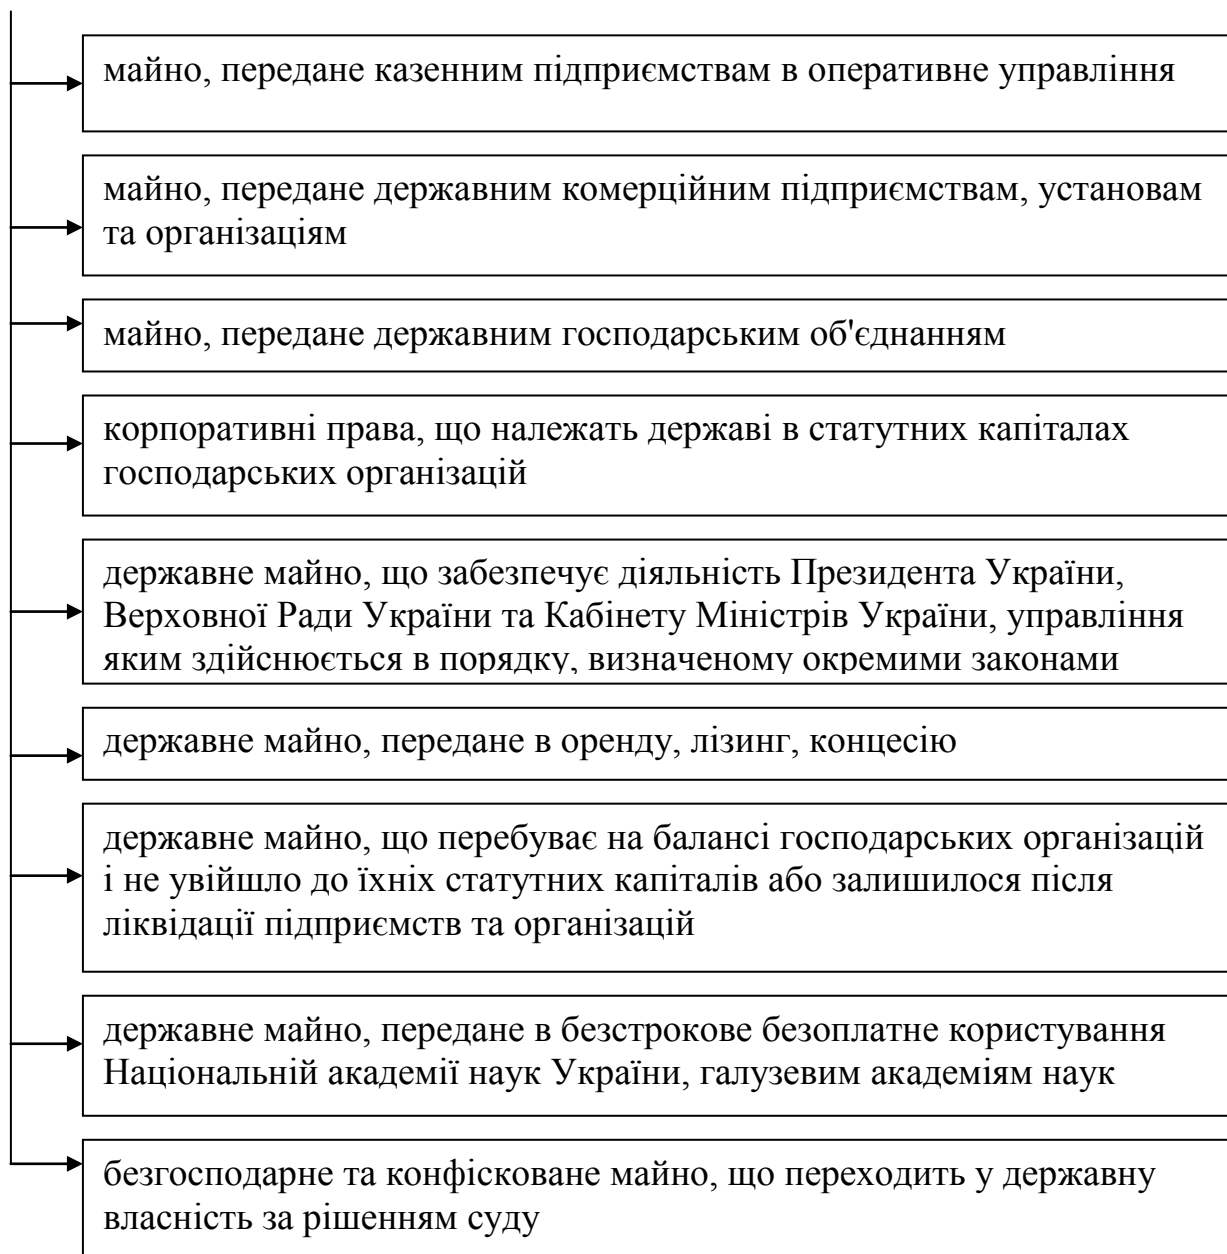 майно, передане казенним підприємствам в оперативне управління
майно, передане державним комерційним підприємствам, установам
та організаціям
майно, передане державним господарським об'єднанням
корпоративні права, що належать державі в статутних капіталах
господарських організацій
державне майно, що забезпечує діяльність Президента України,
Верховної Ради України та Кабінету Міністрів України, управління
яким здійснюється в порядку, визначеному окремими законами
державне майно, передане в оренду, лізинг, концесію
державне майно, що перебуває на балансі господарських організацій
і не увійшло до їхніх статутних капіталів або залишилося після
ліквідації підприємств та організацій
державне майно, передане в безстрокове безоплатне користування
Національній академії наук України, галузевим академіям наук
безгосподарне та конфісковане майно, що переходить у державну
власність за рішенням суду